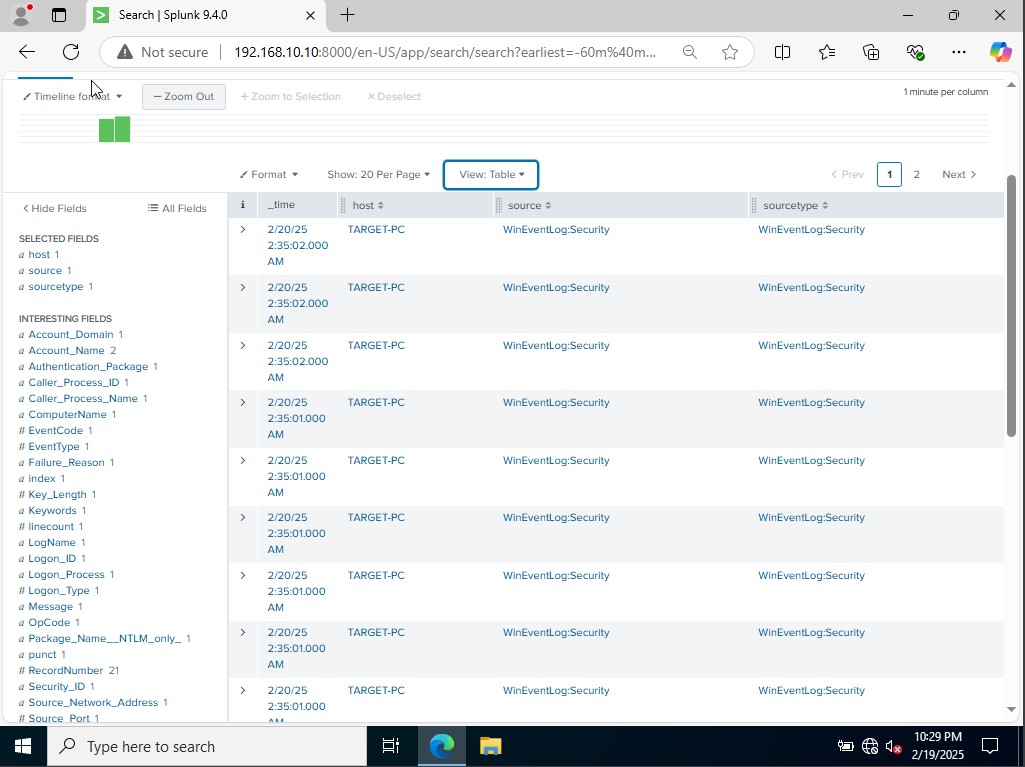 Search | Splunk 9.4.0
Not secure
192.168.10.10:8000/en-US/app/search/search?earliest=-60m%40m...
Timeline format
— Zoom Out
+ Zoom to Selection
× Deselect
1 minute per column
Format
Show: 20 Per Page
View: Table
Prev
1
2
Next
Hide Fields
All Fields
i
_time
host
source
sourcetype
SELECTED FIELDS
a host 1
a source 1
a sourcetype 1
INTERESTING FIELDS
a Account_Domain 1
a Account_Name 2
a Authentication_Package 1
a Caller_Process_ID 1
a Caller_Process_Name 1
a ComputerName 1
# EventCode 1
# EventType 1
a Failure_Reason 1
a index 1
# Key_Length 1
a Keywords 1
# linecount 1
a LogName 1
a Logon_ID 1
a Logon_Process 1
# Logon_Type 1
a Message 1
a OpCode 1
a Package_Name__NTLM_only_ 1
a punct 1
# RecordNumber 21
a Security_ID 1
a Source_Network_Address 1
# Source_Port 1
2/20/25 TARGET-PC WinEventLog:Security WinEventLog:Security
2:35:02.000
AM
2/20/25 TARGET-PC WinEventLog:Security WinEventLog:Security
2:35:02.000
AM
2/20/25 TARGET-PC WinEventLog:Security WinEventLog:Security
2:35:02.000
AM
2/20/25 TARGET-PC WinEventLog:Security WinEventLog:Security
2:35:01.000
AM
2/20/25 TARGET-PC WinEventLog:Security WinEventLog:Security
2:35:01.000
AM
2/20/25 TARGET-PC WinEventLog:Security WinEventLog:Security
2:35:01.000
AM
2/20/25 TARGET-PC WinEventLog:Security WinEventLog:Security
2:35:01.000
AM
2/20/25 TARGET-PC WinEventLog:Security WinEventLog:Security
2:35:01.000
AM
2/20/25 TARGET-PC WinEventLog:Security WinEventLog:Security
2:35:01.000
AM
Type here to search
10:29 PM
2/19/2025